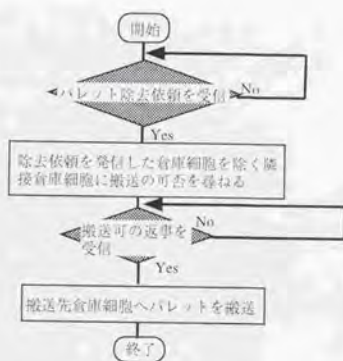 開始
パレット除去依頼を受信
No
Yes
除去依頼を発信した倉庫細胞を除く隣
接倉庫細胞に搬送の可否を尋ねる
搬送可の返事を
受信
No
Yes
搬送先倉庫細胞へパレットを搬送
終了